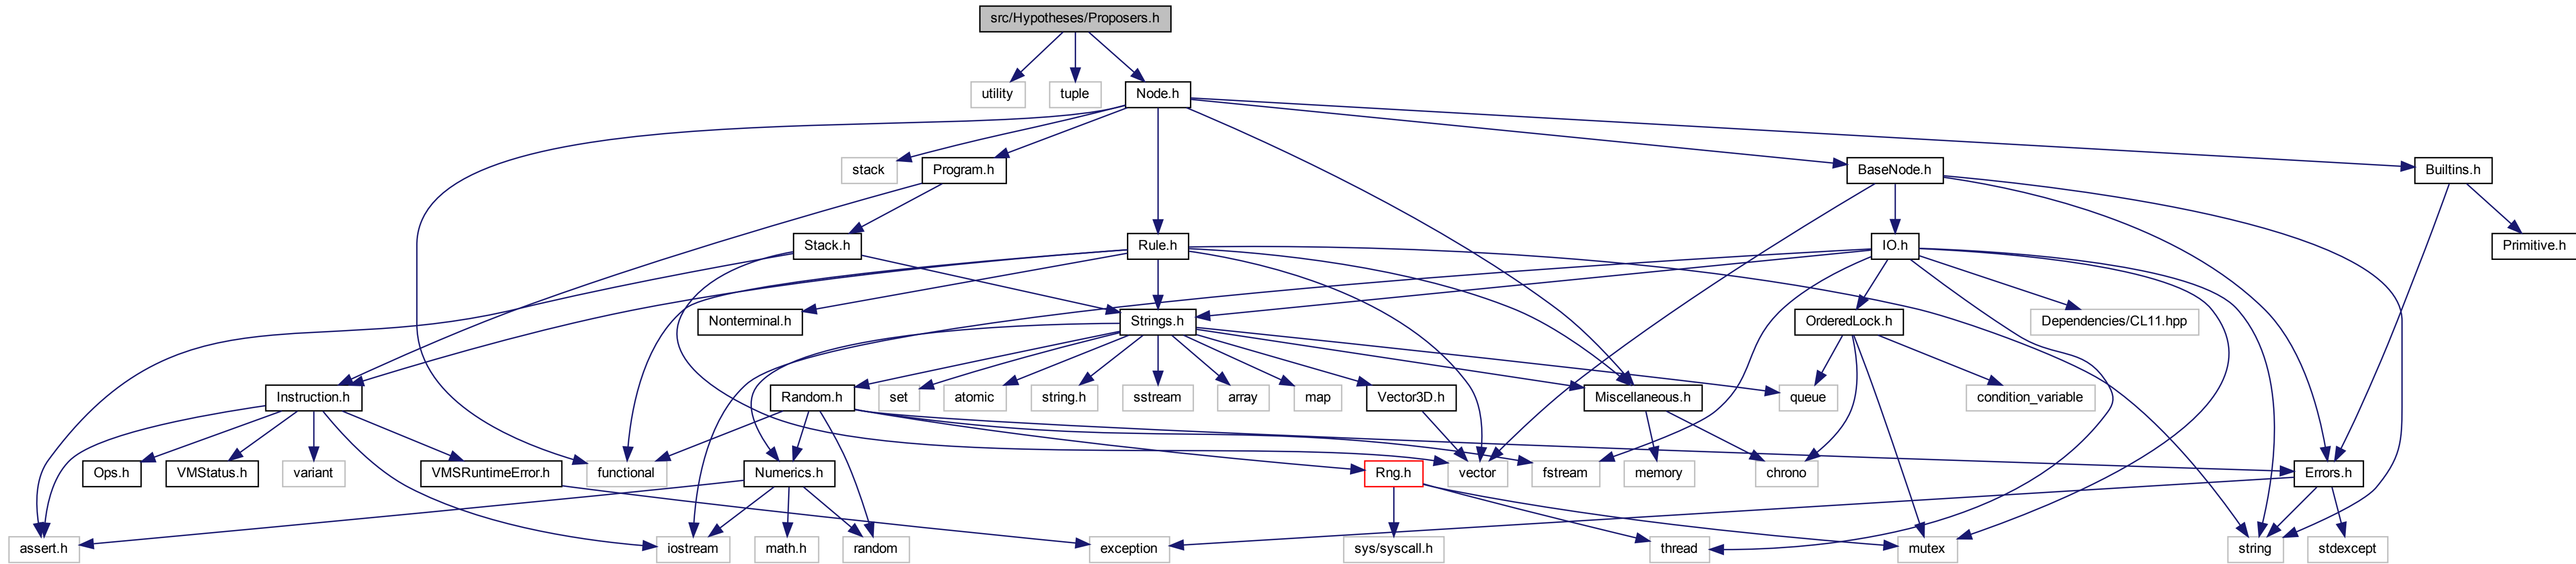 src/Hypotheses/Proposers.h
utility
tuple
Node.h
stack
Program.h
BaseNode.h
Builtins.h
Stack.h
Rule.h
IO.h
Primitive.h
Nonterminal.h
Strings.h
OrderedLock.h
Dependencies/CL11.hpp
Instruction.h
Random.h
set
atomic
string.h
sstream
array
map
Vector3D.h
Miscellaneous.h
queue
condition_variable
Ops.h
VMStatus.h
variant
VMSRuntimeError.h
functional
Numerics.h
Rng.h
vector
fstream
memory
chrono
Errors.h
assert.h
iostream
math.h
random
exception
sys/syscall.h
thread
mutex
string
stdexcept